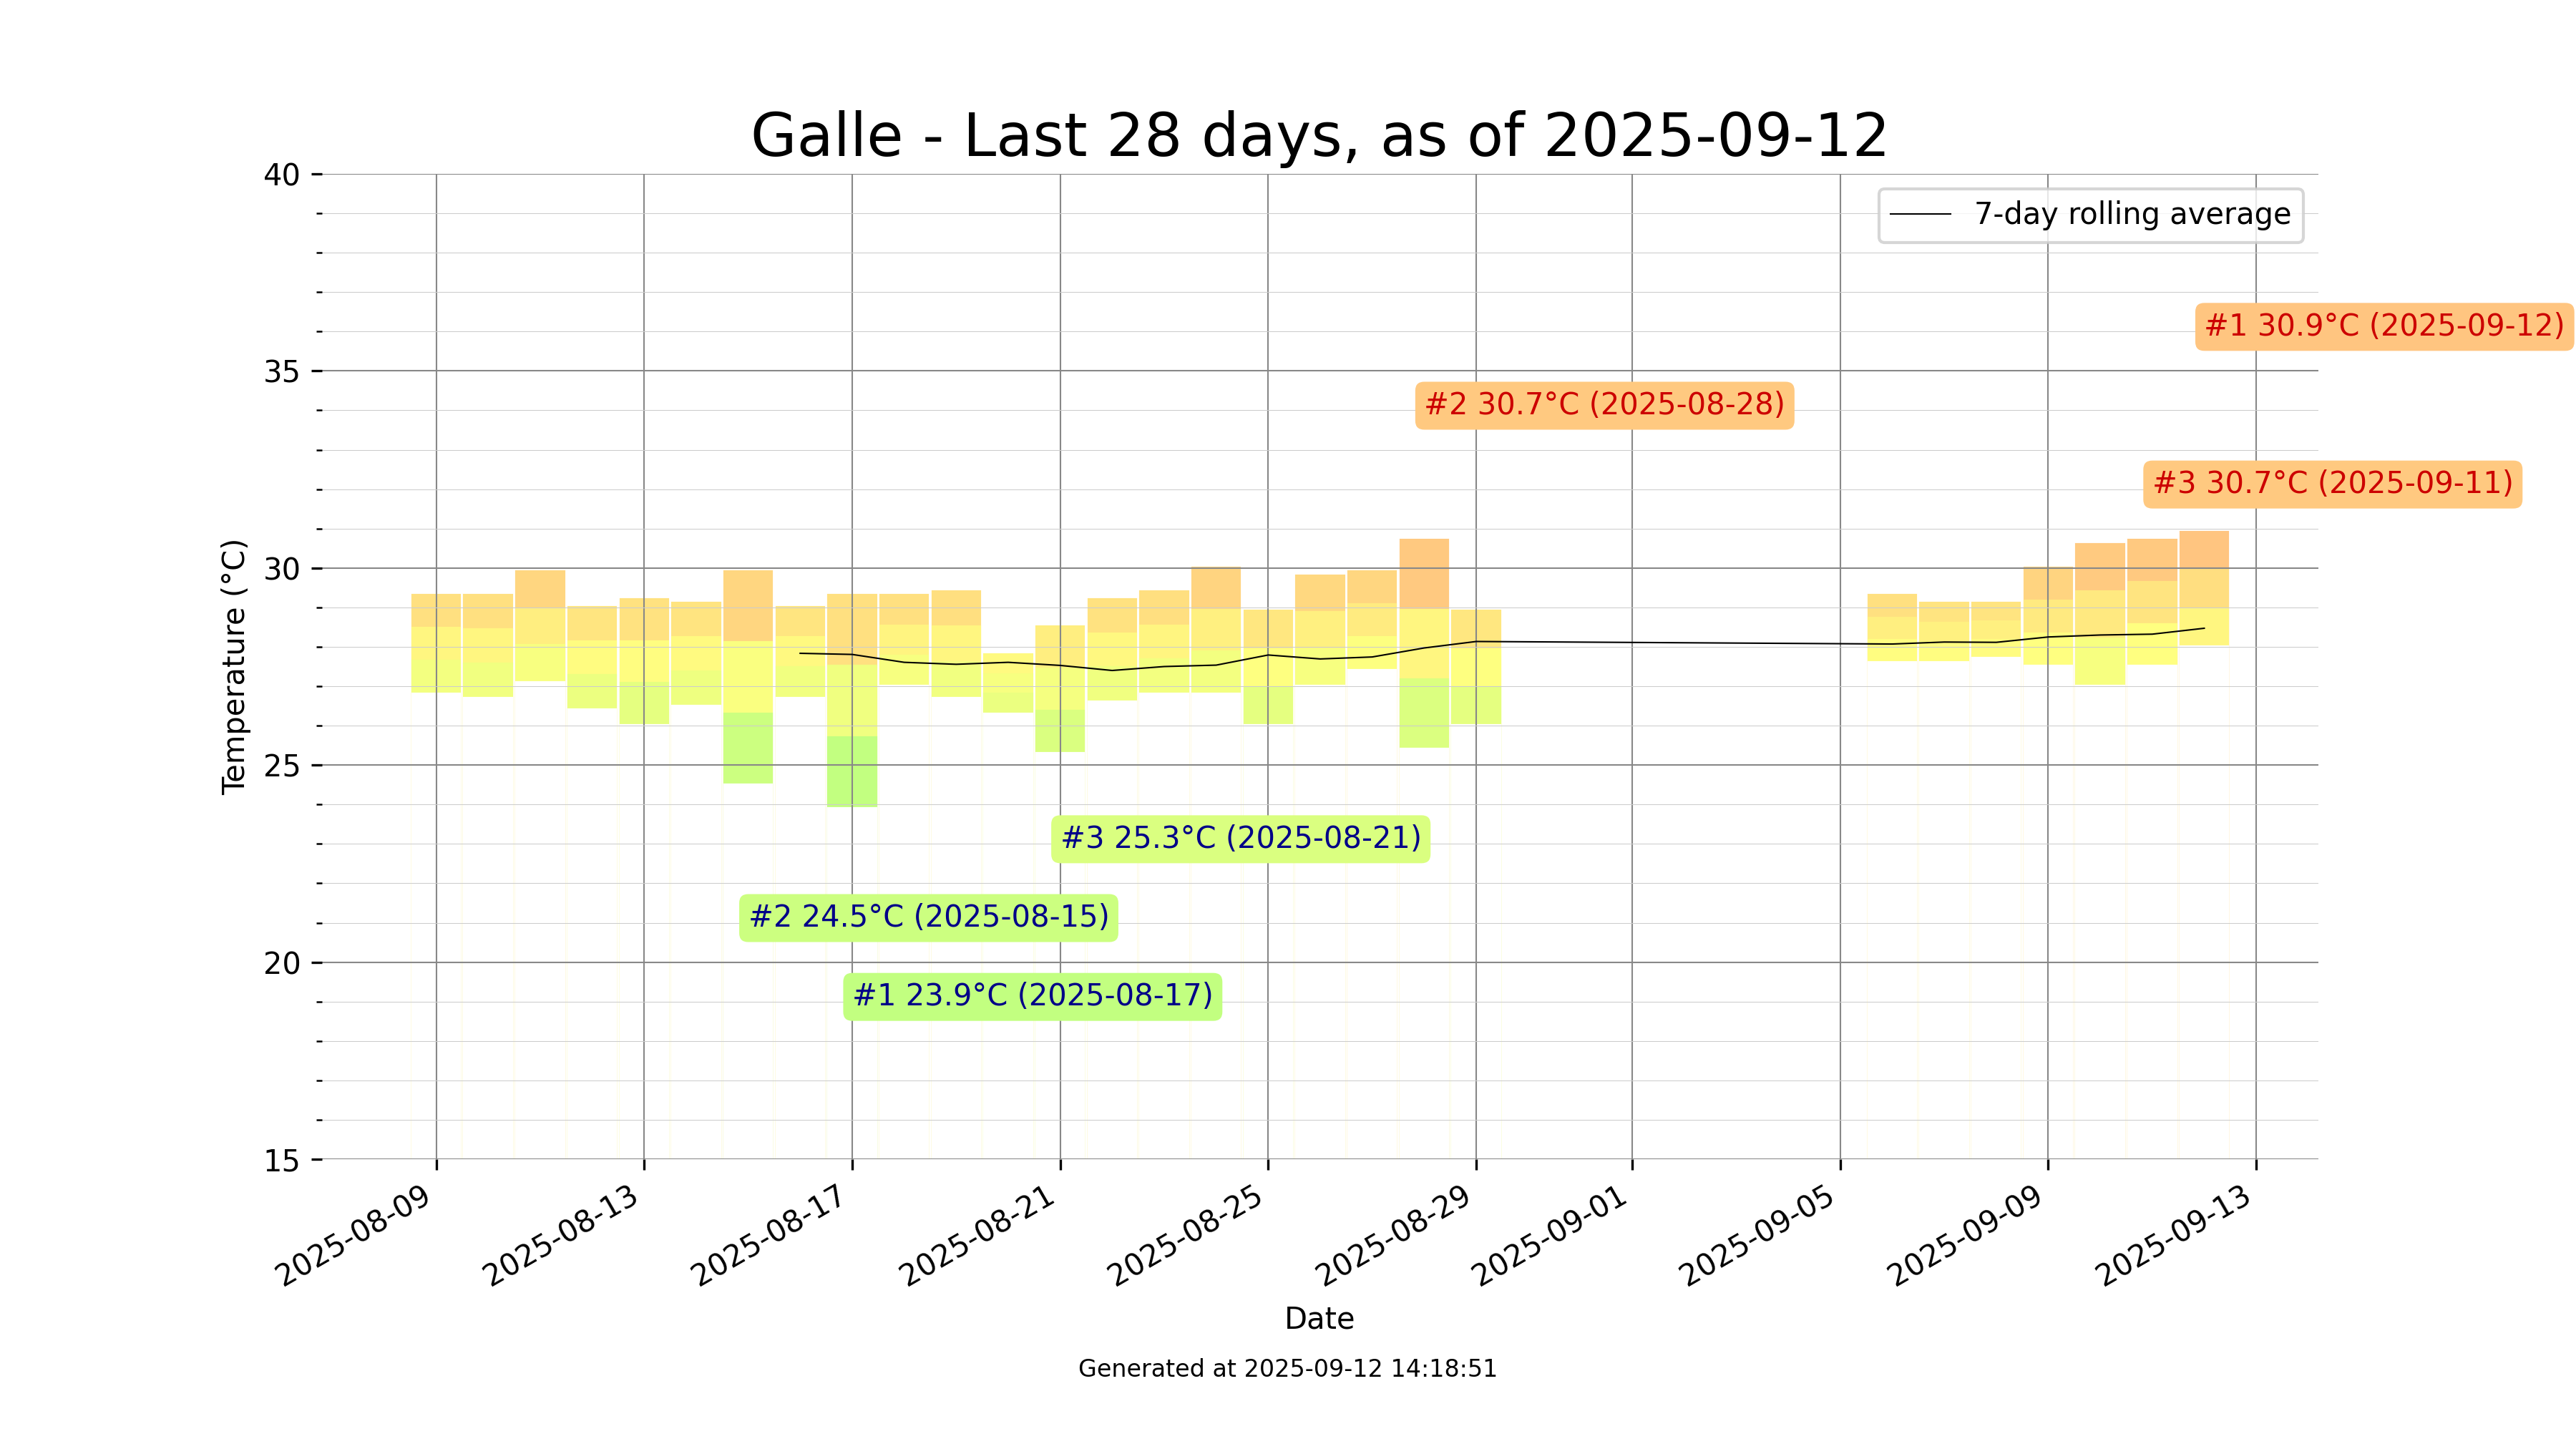 Galle - Last 28 days, as of 2025-09-12
40
7-day rolling average
#1 30.9°C (2025-09-12)
35
#2 30.7°C (2025-08-28)
#3 30.7°C (2025-09-11)
30
Temperature (°C)
25
#3 25.3°C (2025-08-21)
#2 24.5°C (2025-08-15)
20
#1 23.9°C (2025-08-17)
15
2025-08-09
2025-08-13
2025-08-17
2025-08-21
2025-08-25
2025-08-29
2025-09-01
2025-09-05
2025-09-09
2025-09-13
Date
Generated at 2025-09-12 14:18:51